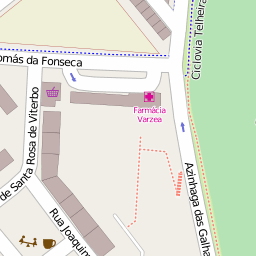 omás da Fonseca
Ciclovia Telheira
Farmácia
Varzea
de Santa Rosa de Viterbo
Azinhaga das Galha
Rua Joaquim